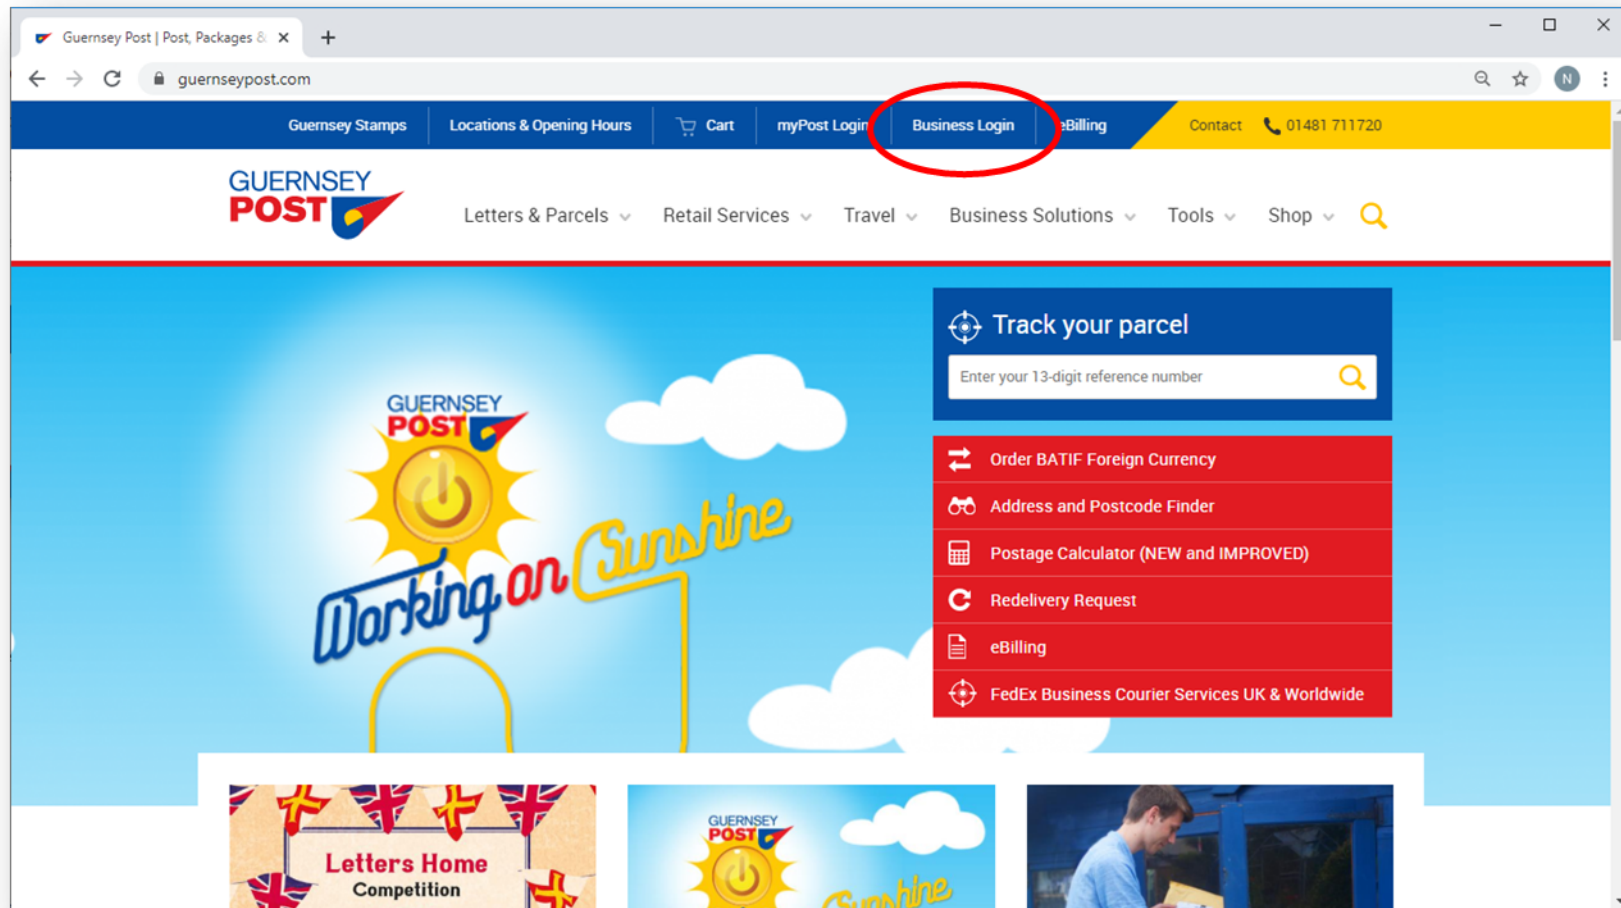 Guernsey Post | Post, Packages &
guernseypost.com
N
Guernsey Stamps
Locations & Opening Hours
Cart
myPost Login
Business Login
eBilling
Contact
01481 711720
GUERNSEY
POST
Letters & Parcels
Retail Services
Travel
Business Solutions
Tools
Shop
Track your parcel
Enter your 13-digit reference number
GUERNSEY
POST
Working on Sunshine
Order BATIF Foreign Currency
Address and Postcode Finder
Postage Calculator (NEW and IMPROVED)
Redelivery Request
eBilling
FedEx Business Courier Services UK & Worldwide
Letters Home
Competition
GUERNSEY
POST
Sunshine